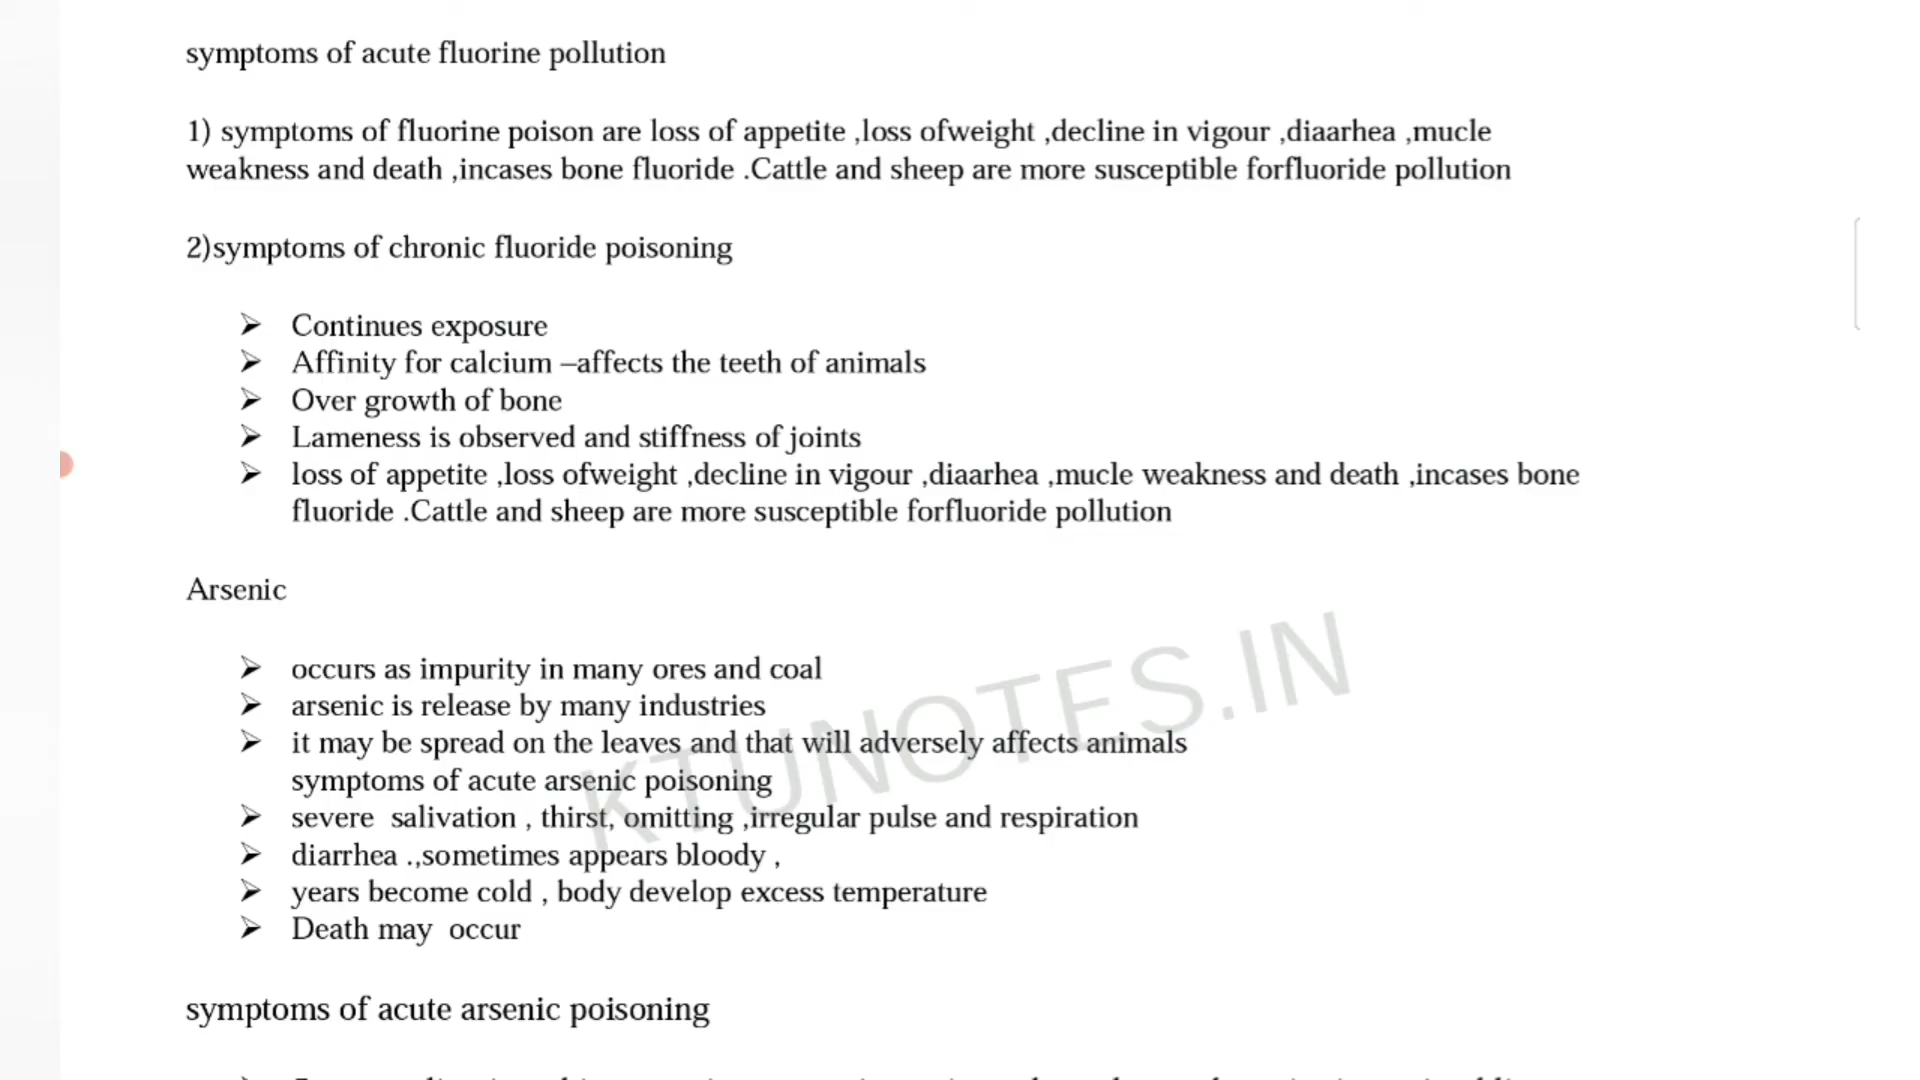 symptoms of acute fluorine pollution
1) symptoms of fluorine poison are loss of appetite ,loss ofweight ,decline in vigour ,diaarhea ,mucle
weakness and death ,incases bone fluoride .Cattle and sheep are more susceptible forfluoride pollution
2)symptoms of chronic fluoride poisoning
➢ Continues exposure
➢ Affinity for calcium –affects the teeth of animals
➢ Over growth of bone
➢ Lameness is observed and stiffness of joints
➢ loss of appetite ,loss ofweight ,decline in vigour ,diaarhea ,mucle weakness and death ,incases bone
fluoride .Cattle and sheep are more susceptible forfluoride pollution
Arsenic
➢ occurs as impurity in many ores and coal
➢ arsenic is release by many industries
➢ it may be spread on the leaves and that will adversely affects animals
symptoms of acute arsenic poisoning
➢ severe  salivation , thirst, omitting ,irregular pulse and respiration
➢ diarrhea .,sometimes appears bloody ,
➢ years become cold , body develop excess temperature
➢ Death may  occur
KTUNOTES.IN
symptoms of acute arsenic poisoning